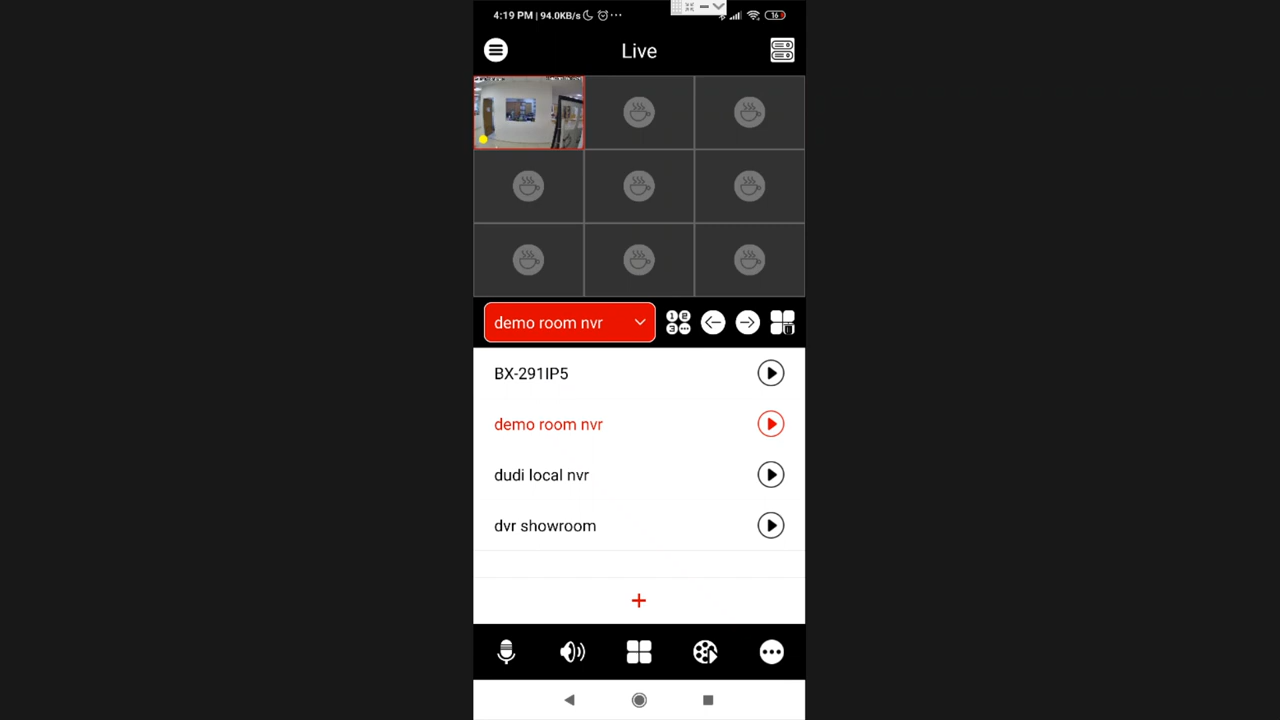 4:19 PM | 94.0KB/s ··· 16
Live
demo room nvr
BX-291IP5
demo room nvr
dudi local nvr
dvr showroom
+